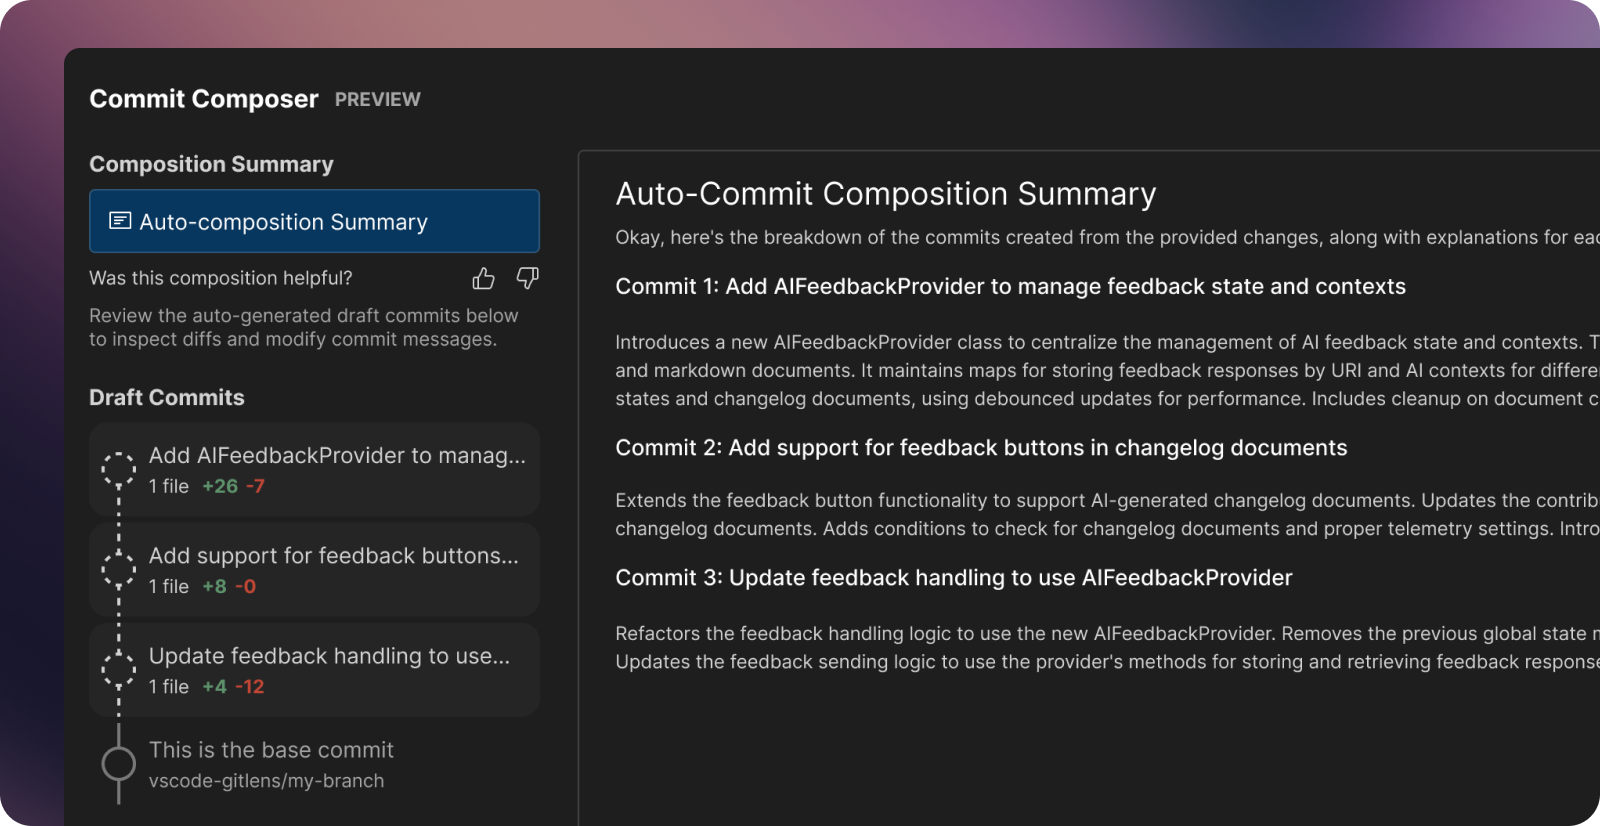 Commit Composer PREVIEW
Composition Summary
Auto-composition Summary
Was this composition helpful?
Review the auto-generated draft commits below
to inspect diffs and modify commit messages.
Draft Commits
Add AIFeedbackProvider to manag...
1 file +26 -7
Add support for feedback buttons...
1 file +8 -0
Update feedback handling to use...
1 file +4 -12
This is the base commit
vscode-gitlens/my-branch
Auto-Commit Composition Summary
Okay, here's the breakdown of the commits created from the provided changes, along with explanations for
Commit 1: Add AIFeedbackProvider to manage feedback state and contexts
Introduces a new AIFeedbackProvider class to centralize the management of AI feedback state and contexts.
and markdown documents. It maintains maps for storing feedback responses by URI and AI contexts for
states and changelog documents, using debounced updates for performance. Includes cleanup on document
Commit 2: Add support for feedback buttons in changelog documents
Extends the feedback button functionality to support AI-generated changelog documents. Updates the
changelog documents. Adds conditions to check for changelog documents and proper telemetry settings.
Commit 3: Update feedback handling to use AIFeedbackProvider
Refactors the feedback handling logic to use the new AIFeedbackProvider. Removes the previous global state
Updates the feedback sending logic to use the provider's methods for storing and retrieving feedback